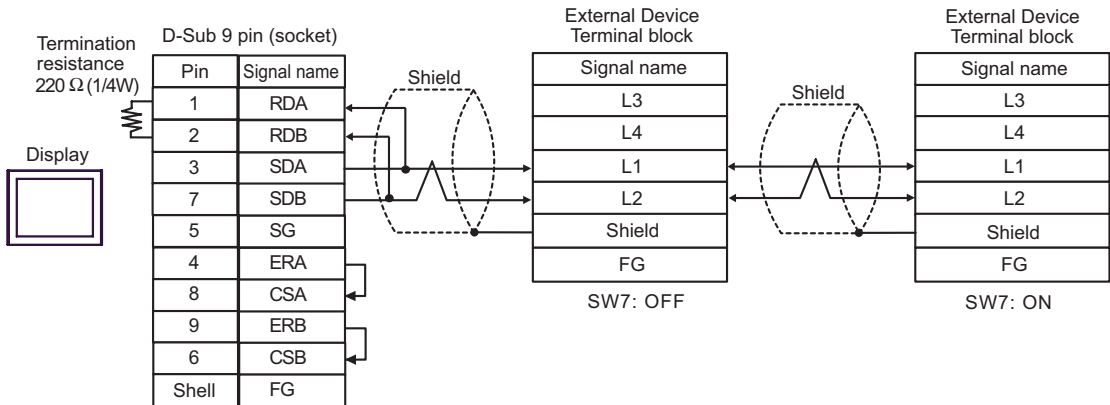 Termination
resistance
220 Ω (1/4W)
Display
D-Sub 9 pin (socket)
Pin Signal name
1 RDA
2 RDB
3 SDA
7 SDB
5 SG
4 ERA
8 CSA
9 ERB
6 CSB
Shell FG
Shield
External Device
Terminal block
Signal name
L3
L4
L1
L2
Shield
FG
SW7: OFF
Shield
External Device
Terminal block
Signal name
L3
L4
L1
L2
Shield
FG
SW7: ON